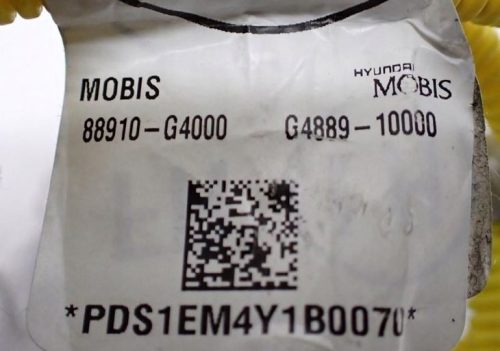 HYUNDAI
MOBIS MOBIS
88910-G4000 G4889-10000
*PDS1EM4Y1B0070*